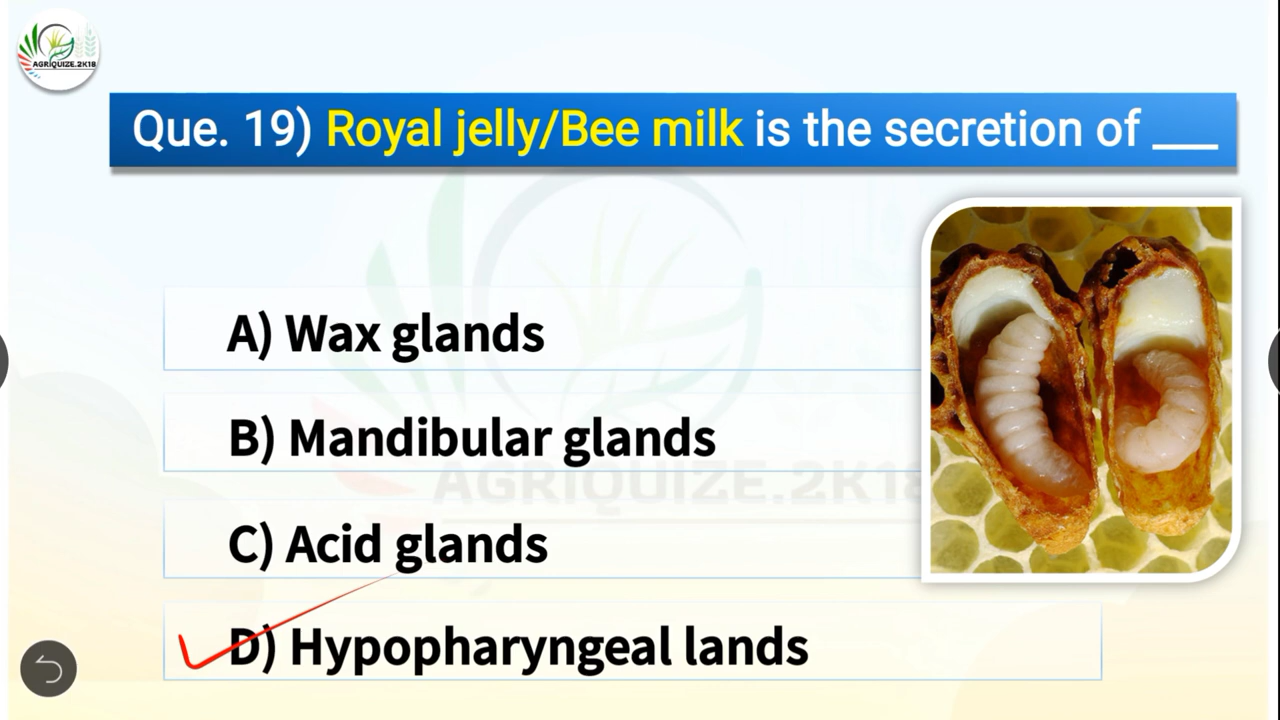 AGRIQUIZE.2K18
Que. 19) Royal jelly/Bee milk is the secretion of ___
A) Wax glands
B) Mandibular glands
AGRIQUIZE.2K18
C) Acid glands
D) Hypopharyngeal lands